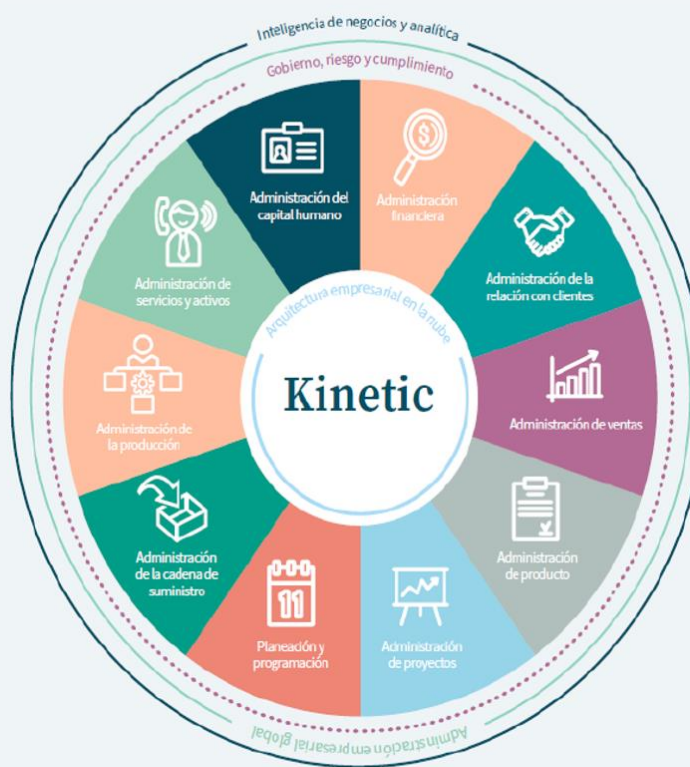 Inteligencia de negocios y analítica
Gobierno, riesgo y cumplimiento
Administración del
capital humano
Administración
financiera
Administración de
servicios y activos
Administración de la
relación con clientes
Arquitectura empresarial en la nube
Kinetic
Administración de
la producción
Administración de ventas
Administración
de la cadena de
suministro
Administración
de producto
11
Planeación y
programación
Administración
de proyectos
Administración empresarial global